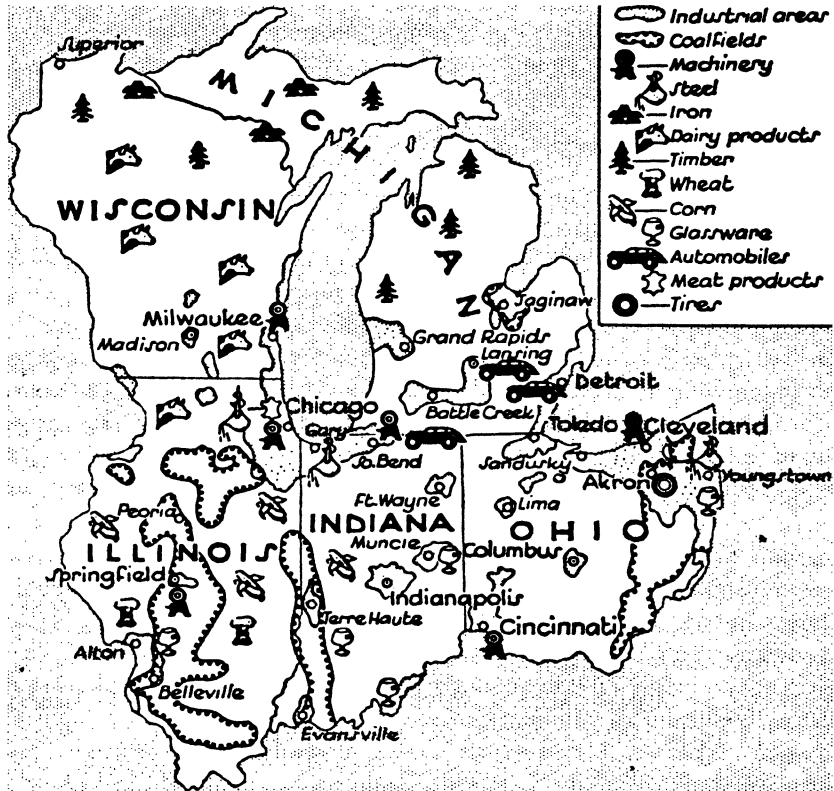 Industrial areas
Coalfields
Machinery
Steel
Iron
Dairy products
Timber
Wheat
Corn
Glassware
Automobiles
Meat products
Tires
Superior
MICHIGAN
WISCONSIN
Saginaw
Milwaukee
Madison
Grand Rapids
Lansing
Detroit
Battle Creek
Chicago
Gary
So. Bend
Toledo
Cleveland
Sandusky
Akron
Youngstown
Ft. Wayne
Lima
Peoria
INDIANA
OHIO
Muncie
Columbus
ILLINOIS
Springfield
Indianapolis
Terre Haute
Cincinnati
Alton
Belleville
Evansville